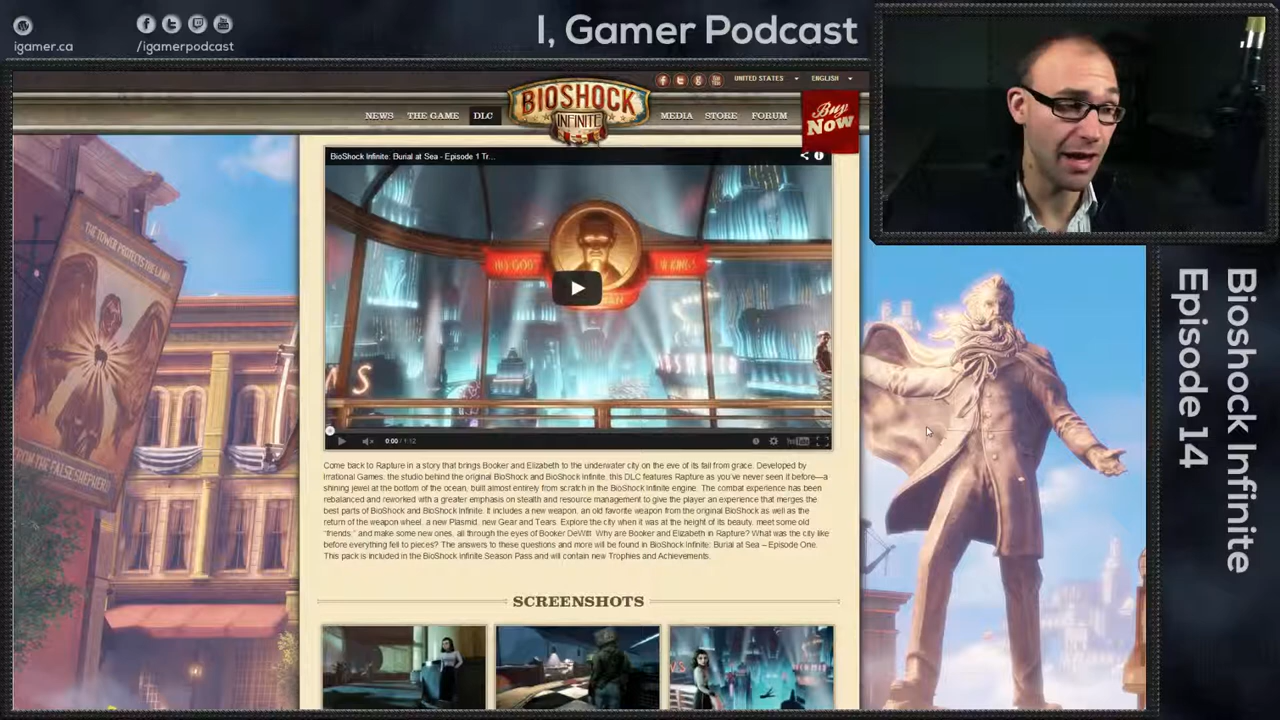 igamer.ca
/igamerpodcast
I, Gamer Podcast
UNITED STATES
ENGLISH
NEWS
THE GAME
DLC
BIOSHOCK
INFINITE
MEDIA
STORE
FORUM
Buy
Now
BioShock Infinite: Burial at Sea - Episode 1 Tr...
THE TOWER PROTECTS THE LAMB
FROM THE FALSE SHEPHERD
NO GODS
KINGS
MAN
0:00 / 1:12
YouTube
Come back to Rapture in a story that brings Booker and Elizabeth to the underwater city on the eve of its fall from grace. Developed by
Irrational Games, the studio behind the original BioShock and BioShock Infinite, this DLC features Rapture as you've never seen it before—a
shining jewel at the bottom of the ocean, built almost entirely from scratch in the BioShock Infinite engine. The combat experience has been
rebalanced and reworked with a greater emphasis on stealth and resource management to give the player an experience that merges the
best parts of BioShock and BioShock Infinite. It includes a new weapon, an old favorite weapon from the original BioShock as well as the
return of the weapon wheel, a new Plasmid, new Gear and Tears. Explore the city when it was at the height of its beauty, meet some old
"friends," and make some new ones, all through the eyes of Booker DeWitt. Why are Booker and Elizabeth in Rapture? What was the city like
before everything fell to pieces? The answers to these questions and more will be found in BioShock Infinite: Burial at Sea – Episode One.
This pack is included in the BioShock Infinite Season Pass and will contain new Trophies and Achievements.
SCREENSHOTS
Bioshock Infinite
Episode 14